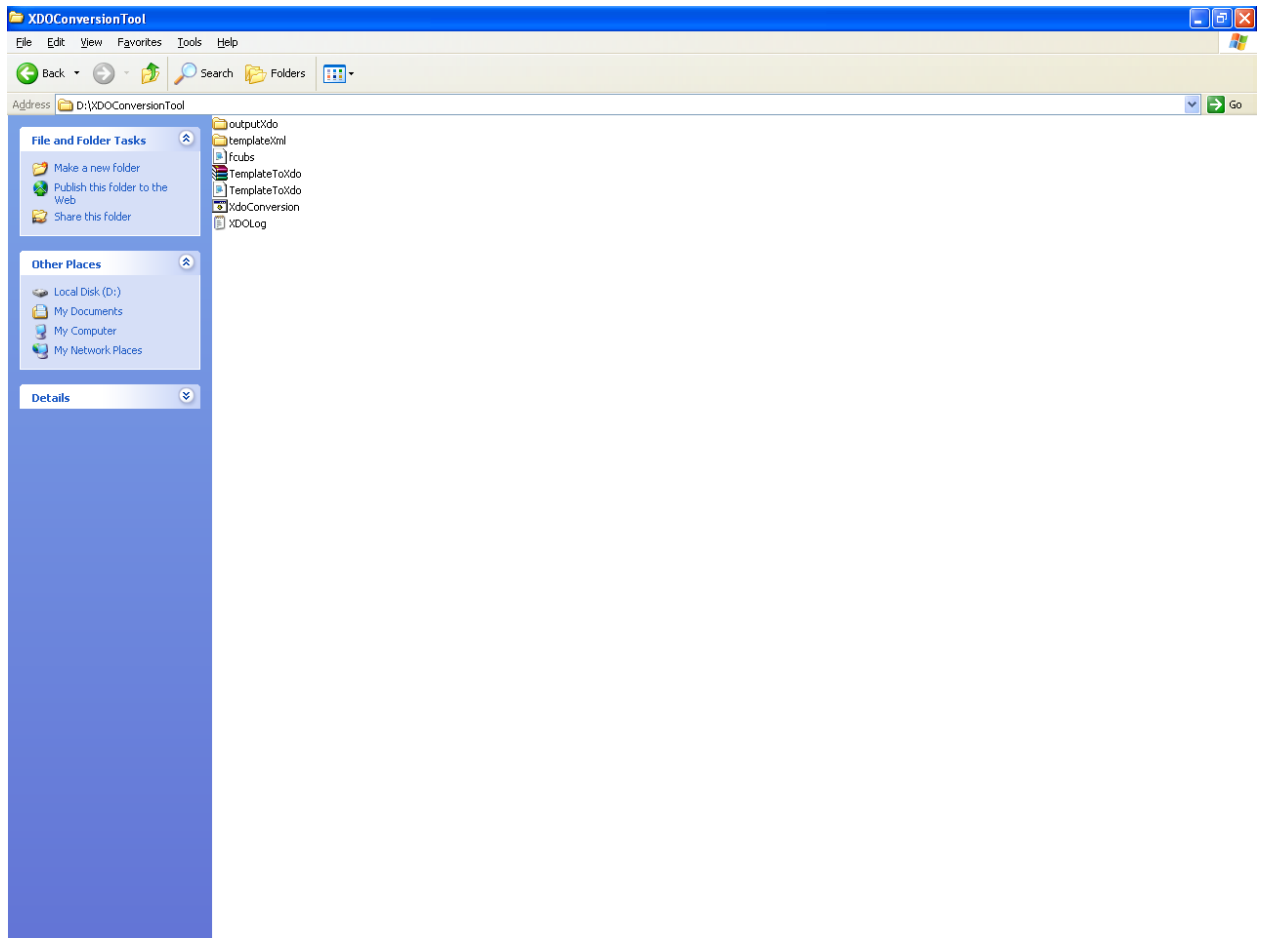 XDOConversionTool
File Edit View Favorites Tools Help
Back Search Folders
Address D:\XDOConversionTool Go
File and Folder Tasks
Make a new folder
Publish this folder to the
Web
Share this folder
Other Places
Local Disk (D:)
My Documents
My Computer
My Network Places
Details
outputXdo
templateXml
fcubs
TemplateToXdo
TemplateToXdo
XdoConversion
XDOLog